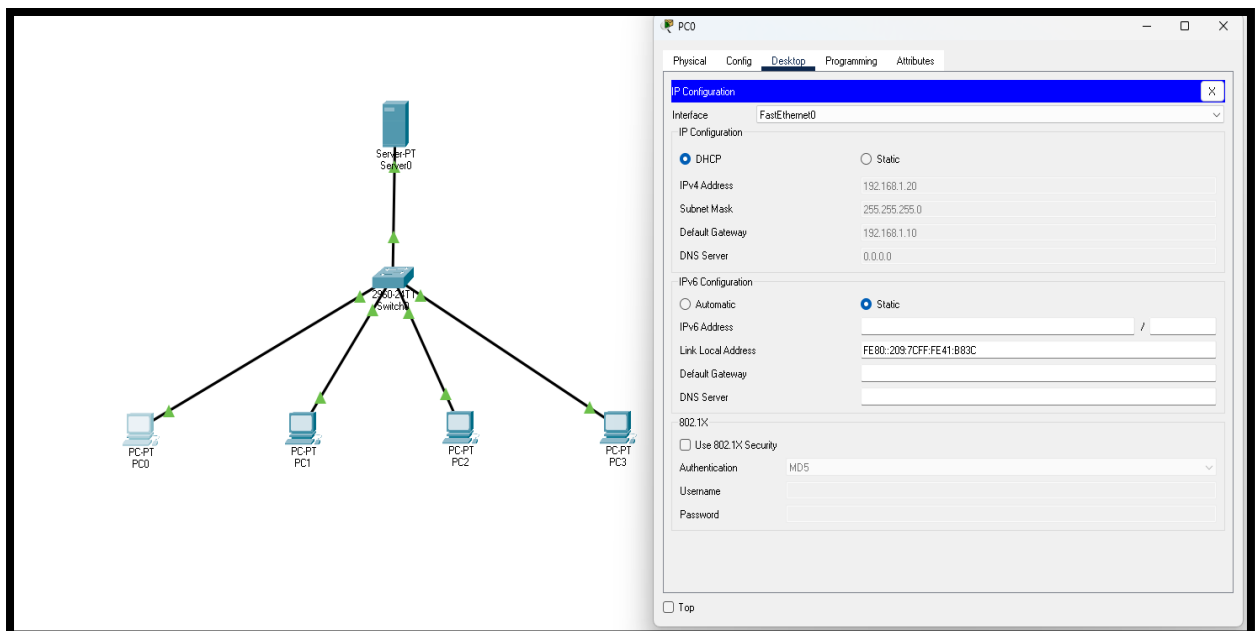 Server-PT
Server0
2960-24TT
Switch0
PC-PT
PC0
PC-PT
PC1
PC-PT
PC2
PC-PT
PC3
PC0
Physical Config Desktop Programming Attributes
IP Configuration X
Interface FastEthernet0
IP Configuration
DHCP Static
IPv4 Address 192.168.1.20
Subnet Mask 255.255.255.0
Default Gateway 192.168.1.10
DNS Server 0.0.0.0
IPv6 Configuration
Automatic Static
IPv6 Address /
Link Local Address FE80::209:7CFF:FE41:B83C
Default Gateway
DNS Server
802.1X
Use 802.1X Security
Authentication MD5
Username
Password
Top